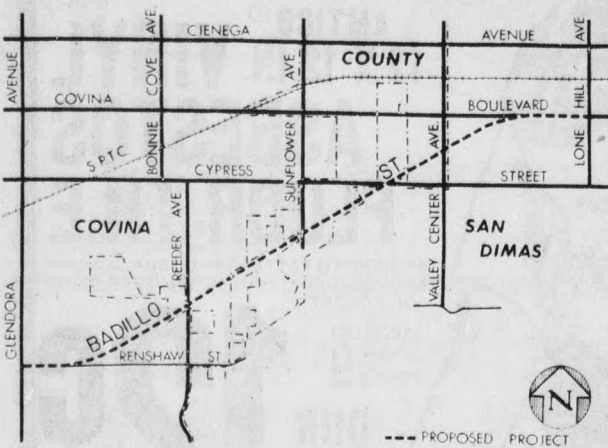 CIENEGA AVENUE
COUNTY
AVENUE
COVE AVE.
AVE
AVE
COVINA BOULEVARD
BONNIE
LONE HILL
S.P.T.C.
CYPRESS STREET
SUNFLOWER
ST
AVE.
COVINA
REEDER AVE
VALLEY CENTER
SAN
DIMAS
GLENDORA
BADILLO
RENSHAW ST.
N
PROPOSED PROJECT